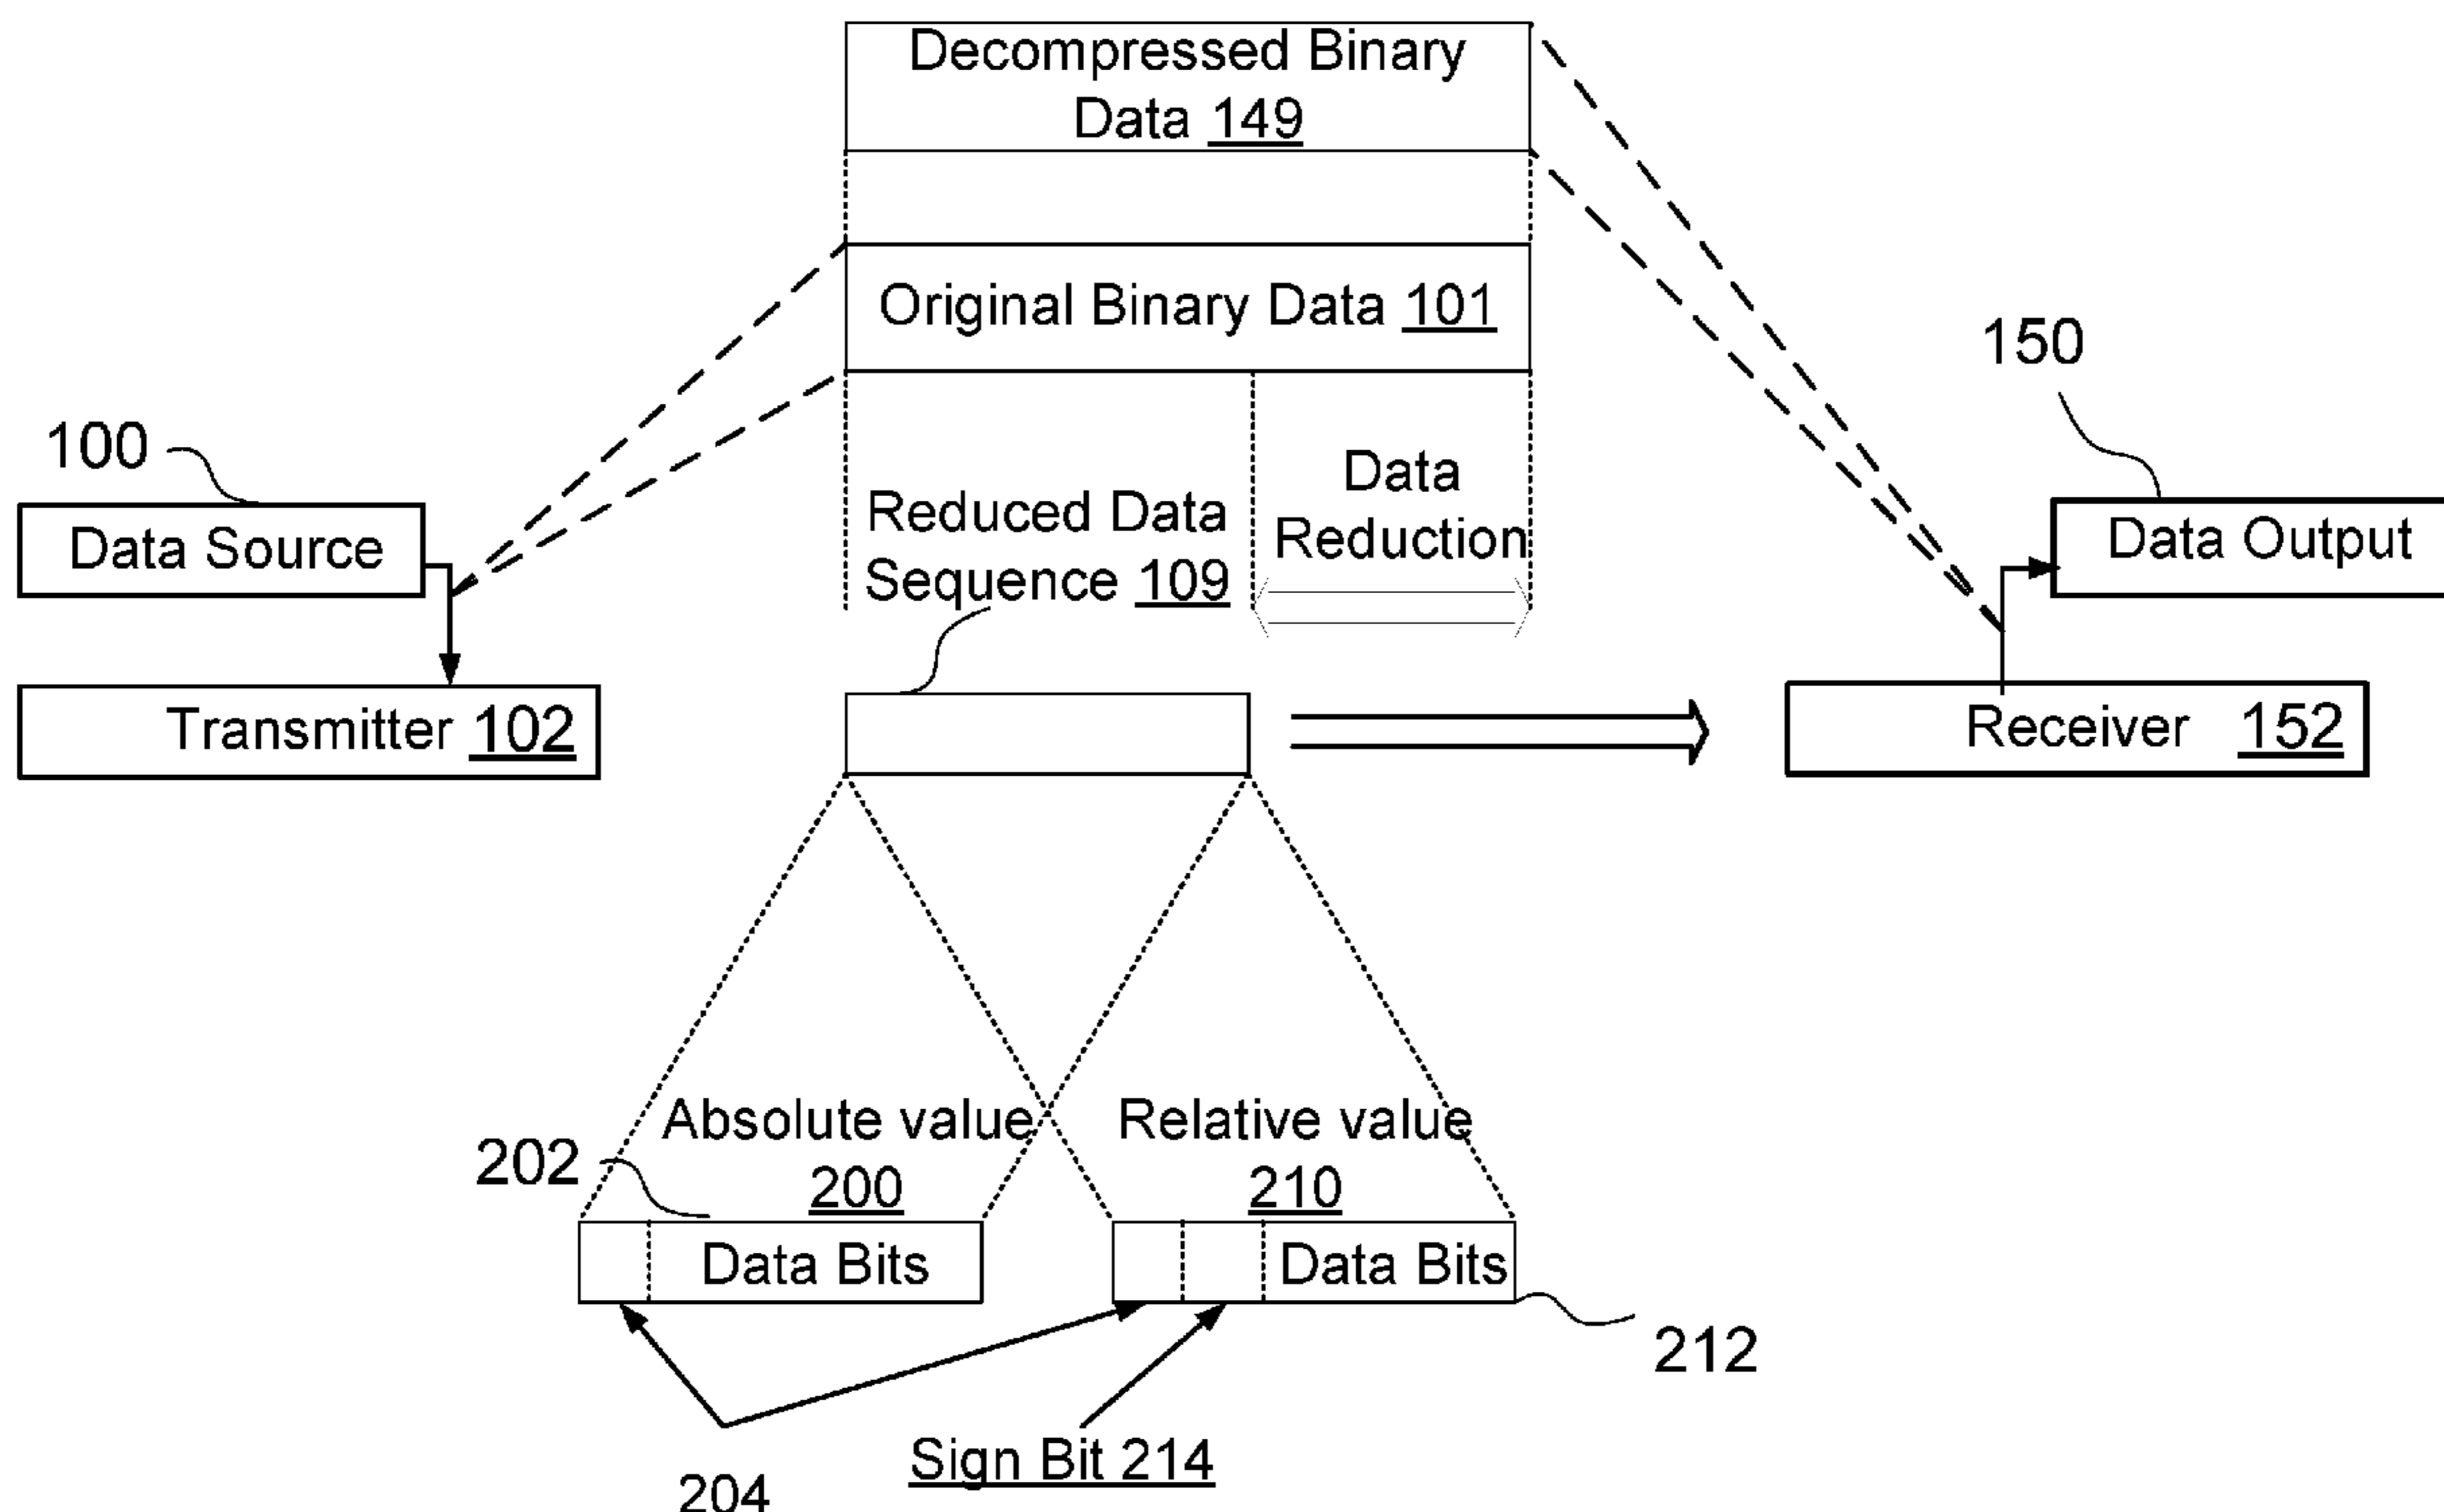 Decompressed Binary
Data 149
Original Binary Data 101
150
100
Data
Reduction
Reduced Data
Sequence 109
Data Source
Data Output
Transmitter 102
Receiver 152
Absolute value
200
Relative value
210
202
Data Bits
Data Bits
212
Sign Bit 214
204